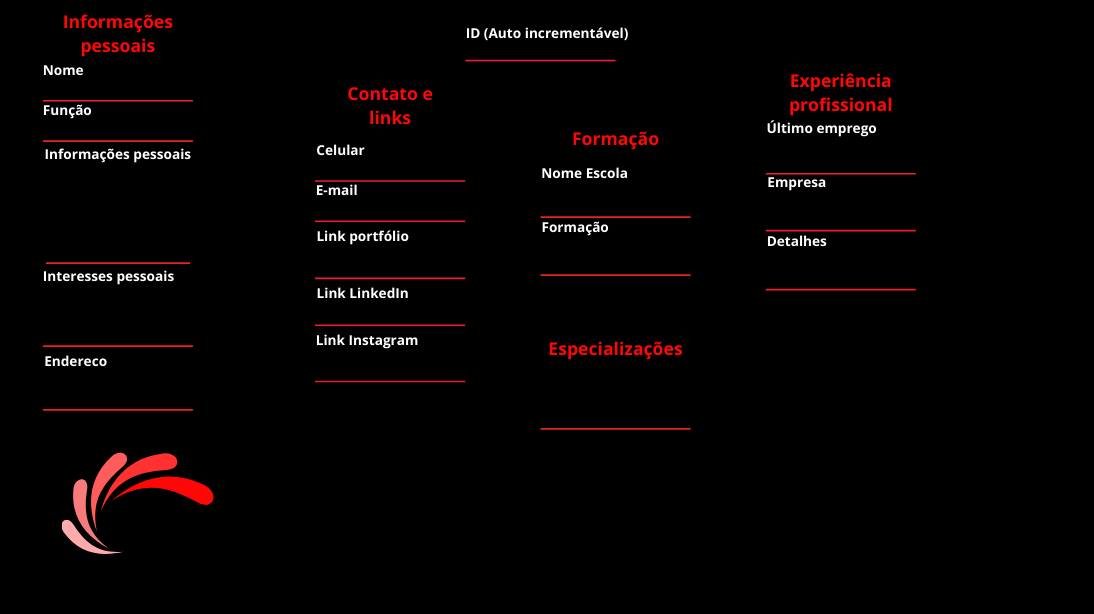 Informações
pessoais
Nome
Função
Informações pessoais
Interesses pessoais
Endereco
ID (Auto incrementável)
Contato e
links
Celular
E-mail
Link portfólio
Link LinkedIn
Link Instagram
Formação
Nome Escola
Formação
Especializações
Experiência
profissional
Último emprego
Empresa
Detalhes